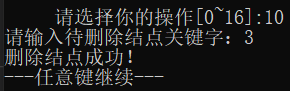 请选择你的操作[0~16]:10
请输入待删除结点关键字：3
删除结点成功！
---任意键继续---